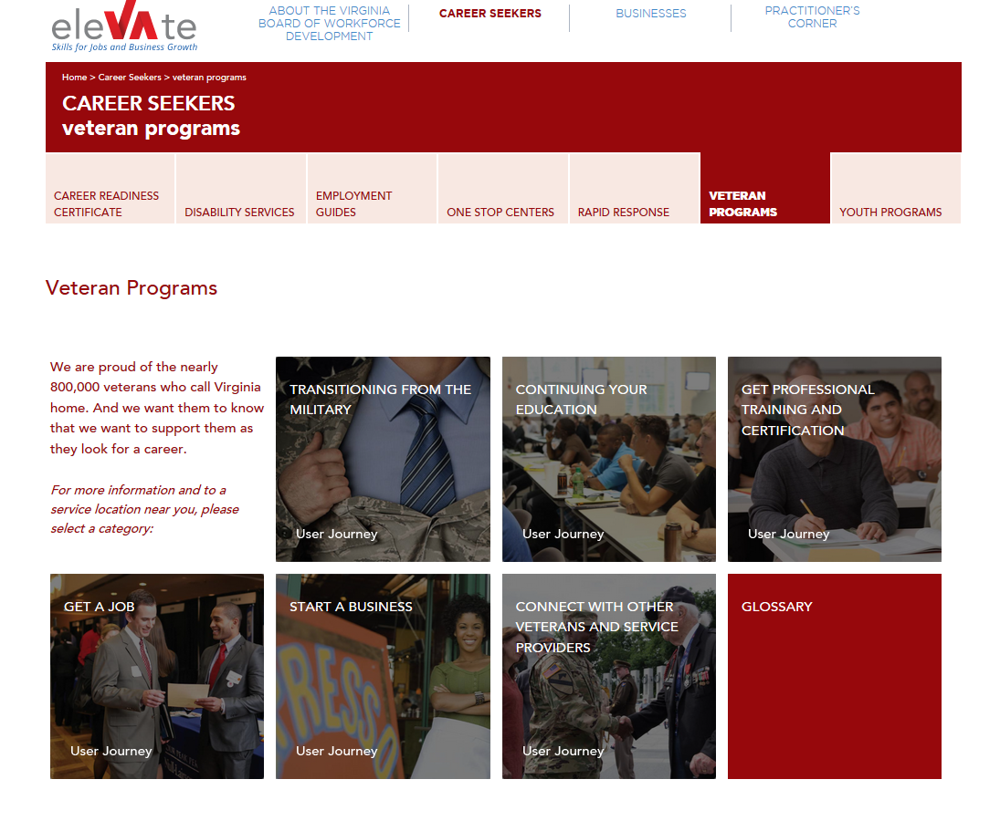 eleVAte
Skills for Jobs and Business Growth
ABOUT THE VIRGINIA
BOARD OF WORKFORCE
DEVELOPMENT
CAREER SEEKERS
BUSINESSES
PRACTITIONER'S
CORNER
Home > Career Seekers > veteran programs
CAREER SEEKERS
veteran programs
CAREER READINESS
CERTIFICATE
DISABILITY SERVICES
EMPLOYMENT
GUIDES
ONE STOP CENTERS
RAPID RESPONSE
VETERAN
PROGRAMS
YOUTH PROGRAMS
Veteran Programs
We are proud of the nearly
800,000 veterans who call Virginia
home. And we want them to know
that we want to support them as
they look for a career.
For more information and to a
service location near you, please
select a category:
TRANSITIONING FROM THE
MILITARY
User Journey
CONTINUING YOUR
EDUCATION
User Journey
GET PROFESSIONAL
TRAINING AND
CERTIFICATION
User Journey
GET A JOB
User Journey
START A BUSINESS
PRESSO
User Journey
CONNECT WITH OTHER
VETERANS AND SERVICE
PROVIDERS
User Journey
GLOSSARY